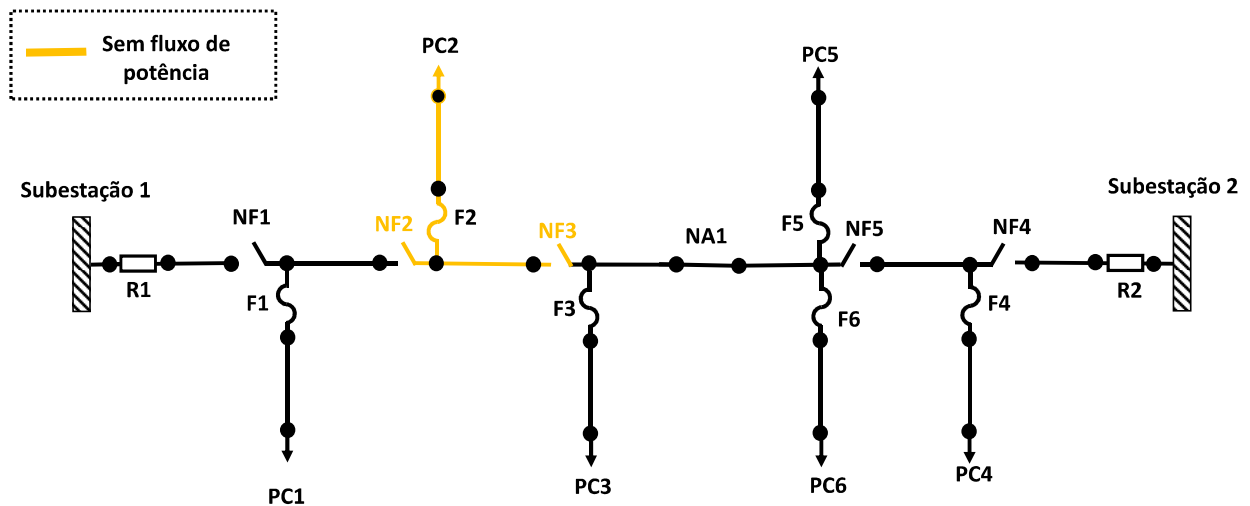 Sem fluxo de
potência
PC2
PC5
Subestação 1
Subestação 2
NF1
NF2
F2
NF3
NA1
F5
NF5
NF4
R1
F1
F3
F6
F4
R2
PC1
PC3
PC6
PC4